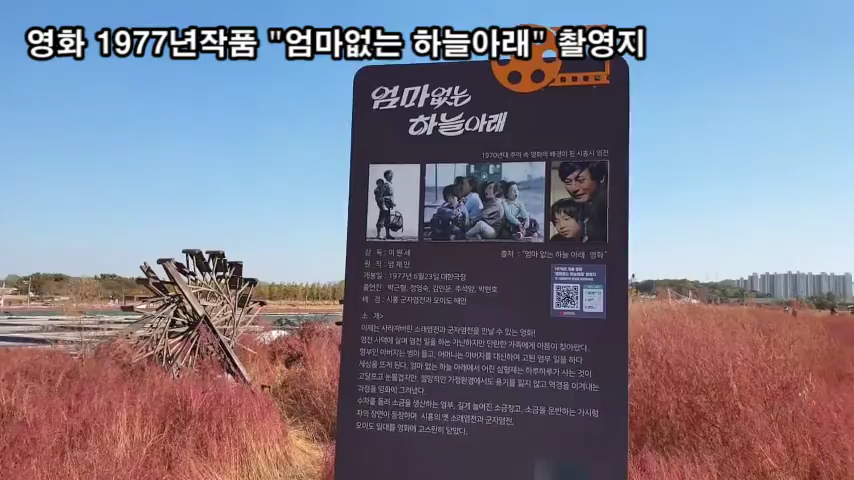 영화 1977년작품 "엄마없는 하늘아래" 촬영지
엄마없는
하늘아래
1970년대 추억 속 영화의 배경이 된 시흥시 염전
감 독 : 이원세
출처 : "엄마 없는 하늘 아래 영화"
원 작 : 염재만
개봉일 : 1977년 6월23일 대한극장
출연진 : 박근형, 정영숙, 김인문, 주석양, 박현호
배 경 : 시흥 군자염전과 오이도 해안
소 개>
이제는 사라져버린 소래염전과 군자염전을 만날 수 있는 영화!
염전 사택에 살며 염전 일을 하는 가난하지만 단란한 가족에게 아픔이 찾아왔다.
염부인 아버지는 병이 들고, 어머니는 아버지를 대신하여 고된 염부 일을 하다
세상을 뜨게 된다. 엄마 없는 하늘 아래에서 어린 삼형제는 하루하루가 사는 것이
고달프고 눈물겹지만, 절망적인 가정환경에서도 용기를 잃지 않고 역경을 이겨내는
과정을 영화에 그려냈다.
수차를 돌려 소금을 생산하는 염부, 길게 늘어진 소금창고, 소금을 운반하는 가시렁
차의 장면이 등장하며 시흥의 옛 소래염전과 군자염전,
오이도 일대를 영화에 고스란히 담았다.